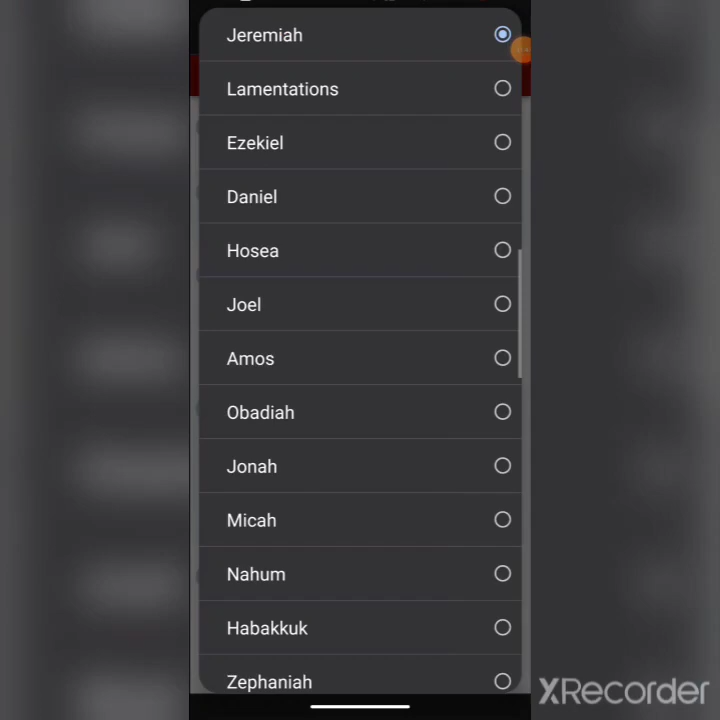 Jeremiah
Lamentations
Ezekiel
Daniel
Hosea
Joel
Amos
Obadiah
Jonah
Micah
Nahum
Habakkuk
Zephaniah
XRecorder